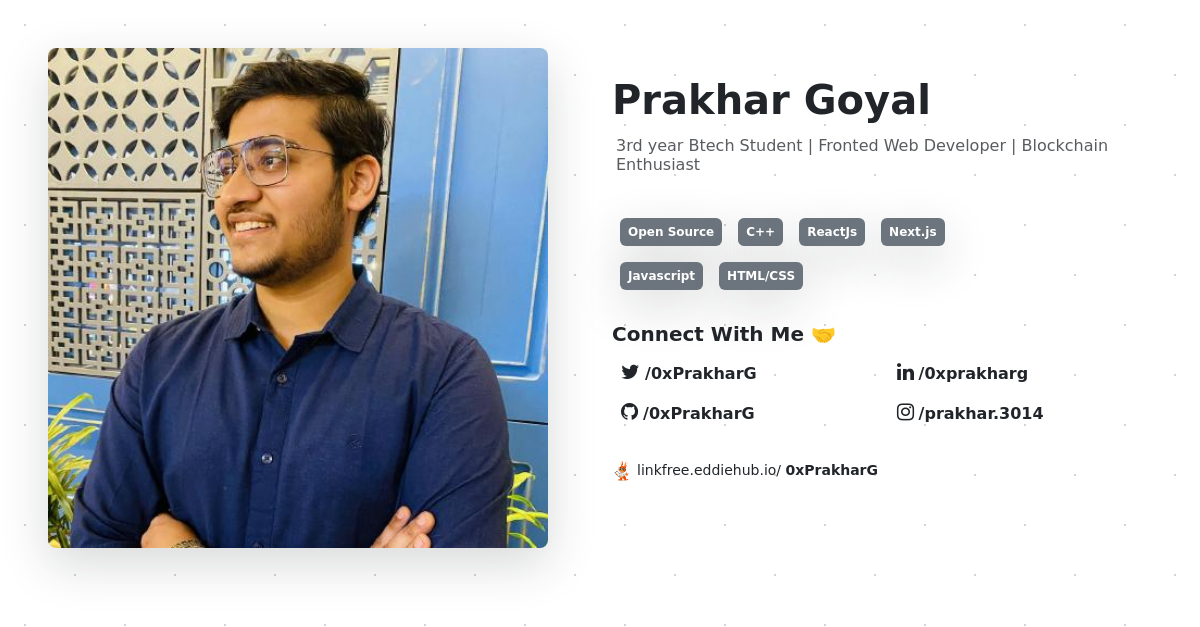 Prakhar Goyal
3rd year Btech Student | Fronted Web Developer | Blockchain
Enthusiast
Open Source C++ ReactJs Next.js
Javascript HTML/CSS
Connect With Me 🤝
/0xPrakharG /0xprakharg
/0xPrakharG /prakhar.3014
linkfree.eddiehub.io/ 0xPrakharG